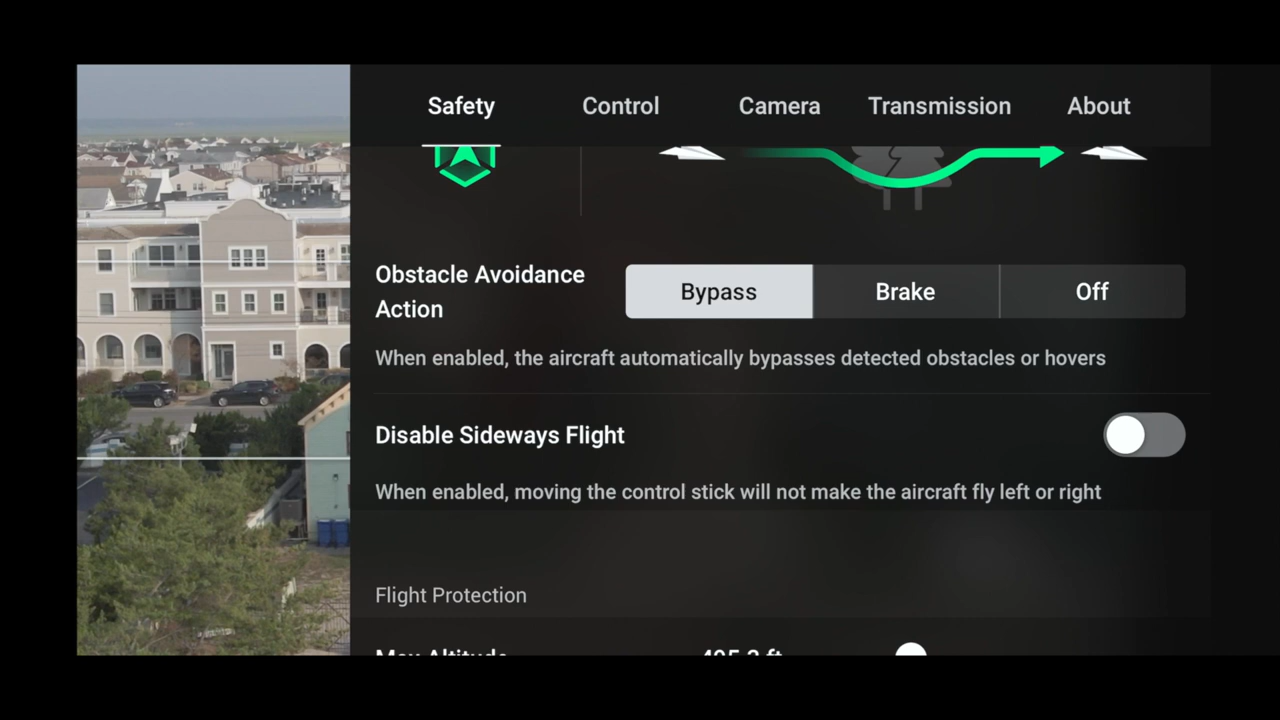 Safety Control Camera Transmission About
Obstacle Avoidance
Action
Bypass Brake Off
When enabled, the aircraft automatically bypasses detected obstacles or hovers
Disable Sideways Flight
When enabled, moving the control stick will not make the aircraft fly left or right
Flight Protection
Max Altitude